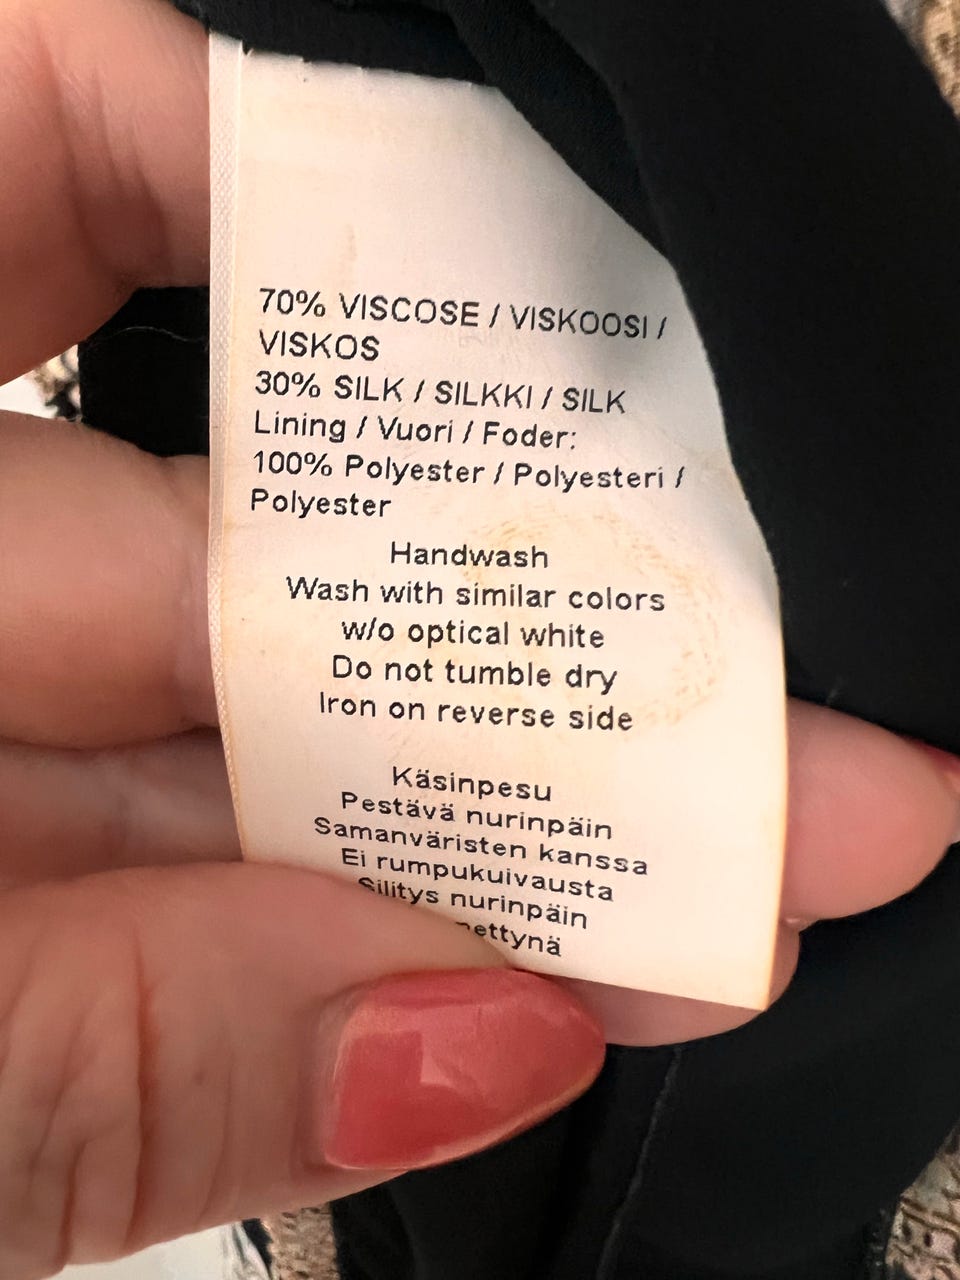 70% VISCOSE / VISKOOSI /
VISKOS
30% SILK / SILKKI / SILK
Lining / Vuori / Foder:
100% Polyester / Polyesteri /
Polyester
Handwash
Wash with similar colors
w/o optical white
Do not tumble dry
Iron on reverse side
Käsinpesu
Pestävä nurinpäin
Samanväristen kanssa
Ei rumpukuivausta
Silitys nurinpäin